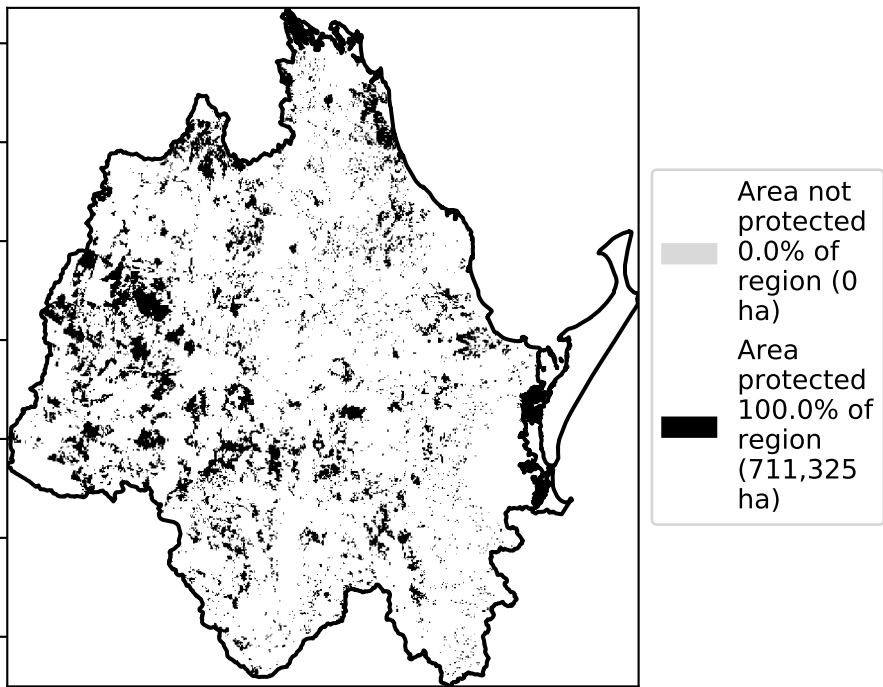 Area not
protected
0.0% of
region (0
ha)
Area
protected
100.0% of
region
(711,325
ha)